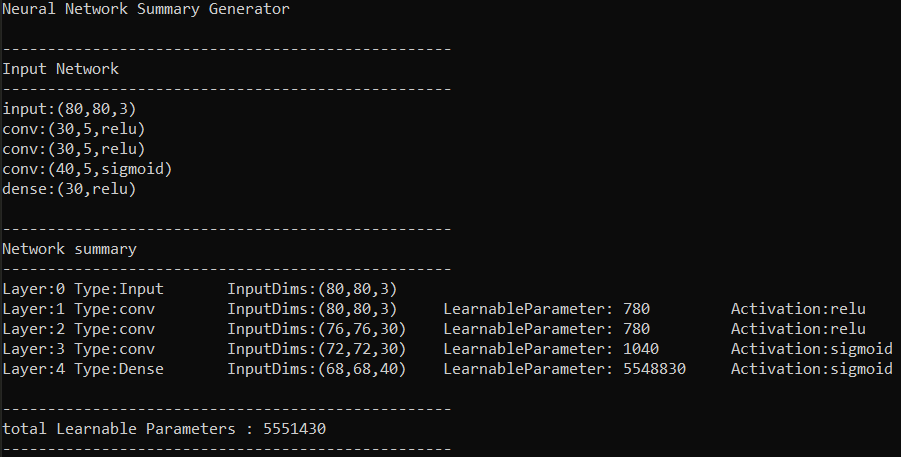 Neural Network Summary Generator
-------------------------------------------------
Input Network
-------------------------------------------------
input:(80,80,3)
conv:(30,5,relu)
conv:(30,5,relu)
conv:(40,5,sigmoid)
dense:(30,relu)
-------------------------------------------------
Network summary
-------------------------------------------------
Layer:0 Type:Input InputDims:(80,80,3)
Layer:1 Type:conv InputDims:(80,80,3) LearnableParameter: 780 Activation:relu
Layer:2 Type:conv InputDims:(76,76,30) LearnableParameter: 780 Activation:relu
Layer:3 Type:conv InputDims:(72,72,30) LearnableParameter: 1040 Activation:sigmoid
Layer:4 Type:Dense InputDims:(68,68,40) LearnableParameter: 5548830 Activation:sigmoid
-------------------------------------------------
total Learnable Parameters : 5551430
-------------------------------------------------